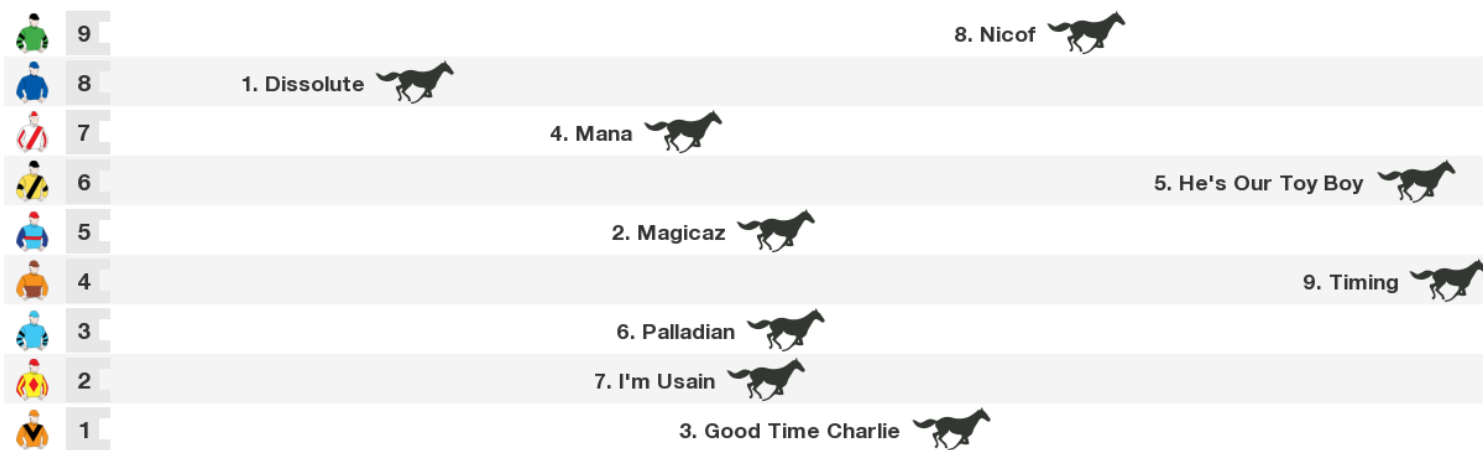 9 8. Nicof
8 1. Dissolute
7 4. Mana
6 5. He's Our Toy Boy
5 2. Magicaz
4 9. Timing
3 6. Palladian
2 7. I'm Usain
1 3. Good Time Charlie